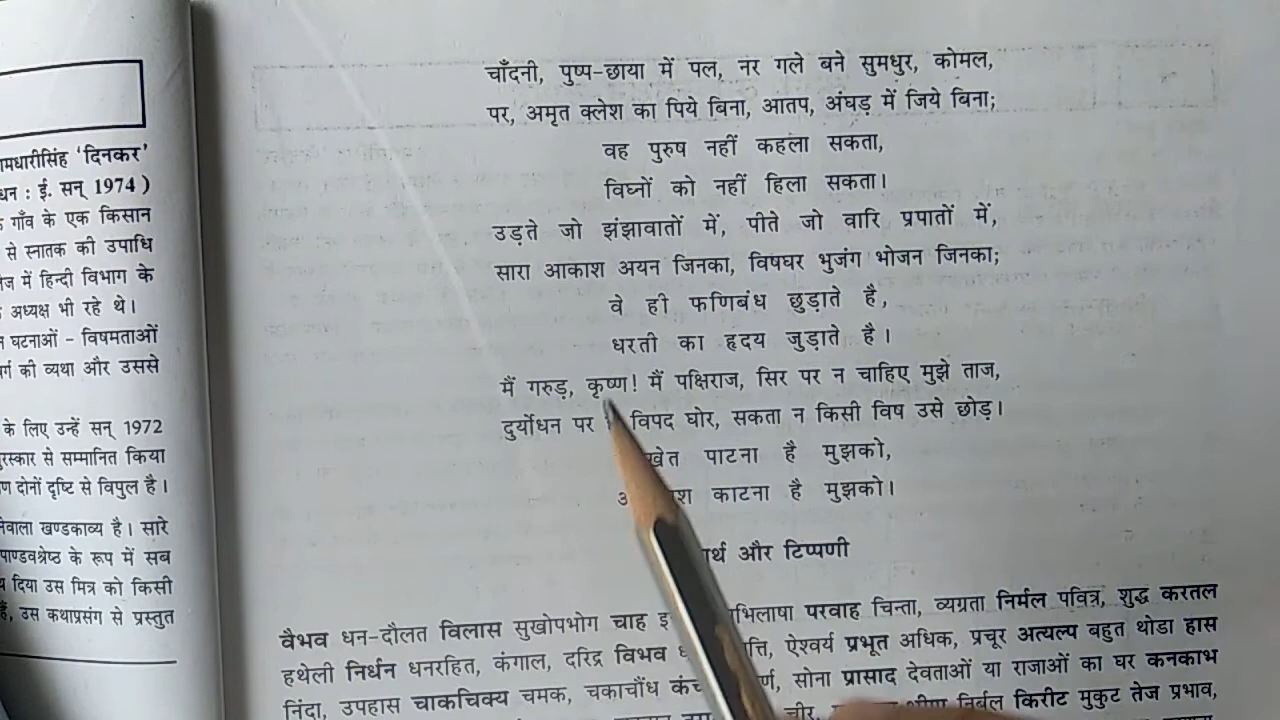 ामधारीसिंह 'दिनकर'
धन : ई. सन् 1974 )
गाँव के एक किसान
से स्नातक की उपाधि
ज में हिन्दी विभाग के
अध्यक्ष भी रहे थे।
घटनाओं - विषमताओं
र्ग की व्यथा और उससे
के लिए उन्हें सन् 1972
रस्कार से सम्मानित किया
ण दोनों दृष्टि से विपुल है।
नेवाला खण्डकाव्य है। सारे
पाण्डवश्रेष्ठ के रूप में सब
दिया उस मित्र को किसी
हैं, उस कथाप्रसंग से प्रस्तुत
चाँदनी, पुष्प-छाया में पल, नर गले बने सुमधुर, कोमल,
पर, अमृत क्लेश का पिये बिना, आतप, अंघड़ में जिये बिना;
वह पुरुष नहीं कहला सकता,
विघ्नों को नहीं हिला सकता।
उड़ते जो झंझावातों में, पीते जो वारि प्रपातों में,
सारा आकाश अयन जिनका, विषघर भुजंग भोजन जिनका;
वे ही फणिबंध छुड़ाते है,
धरती का हृदय जुड़ाते है।
मैं गरुड़, कृष्ण! मैं पक्षिराज, सिर पर न चाहिए मुझे ताज,
दुर्योधन पर विपद घोर, सकता न किसी विष उसे छोड़।
खेत पाटना है मुझको,
श काटना है मुझको।
र्थ और टिप्पणी
वैभव धन-दौलत विलास सुखोपभोग चाह भिलाषा परवाह चिन्ता, व्यग्रता निर्मल पवित्र, शुद्ध करतल
हथेली निर्धन धनरहित, कंगाल, दरिद्र विभव त्ति, ऐश्वर्य प्रभूत अधिक, प्रचूर अत्यल्प बहुत थोडा हास
निंदा, उपहास चाकचिक्य चमक, चकाचौंध र्ण, सोना प्रासाद देवताओं या राजाओं का घर कनकाभ
चीर, निर्बल किरीट मुकुट तेज प्रभाव,